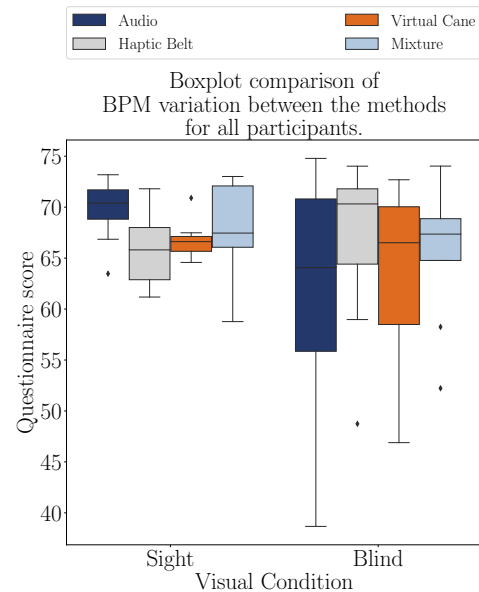 Audio
Haptic Belt
Virtual Cane
Mixture
Boxplot comparison of
BPM variation between the methods
for all participants.
Questionnaire score
75
70
65
60
55
50
45
40
Sight
Blind
Visual Condition